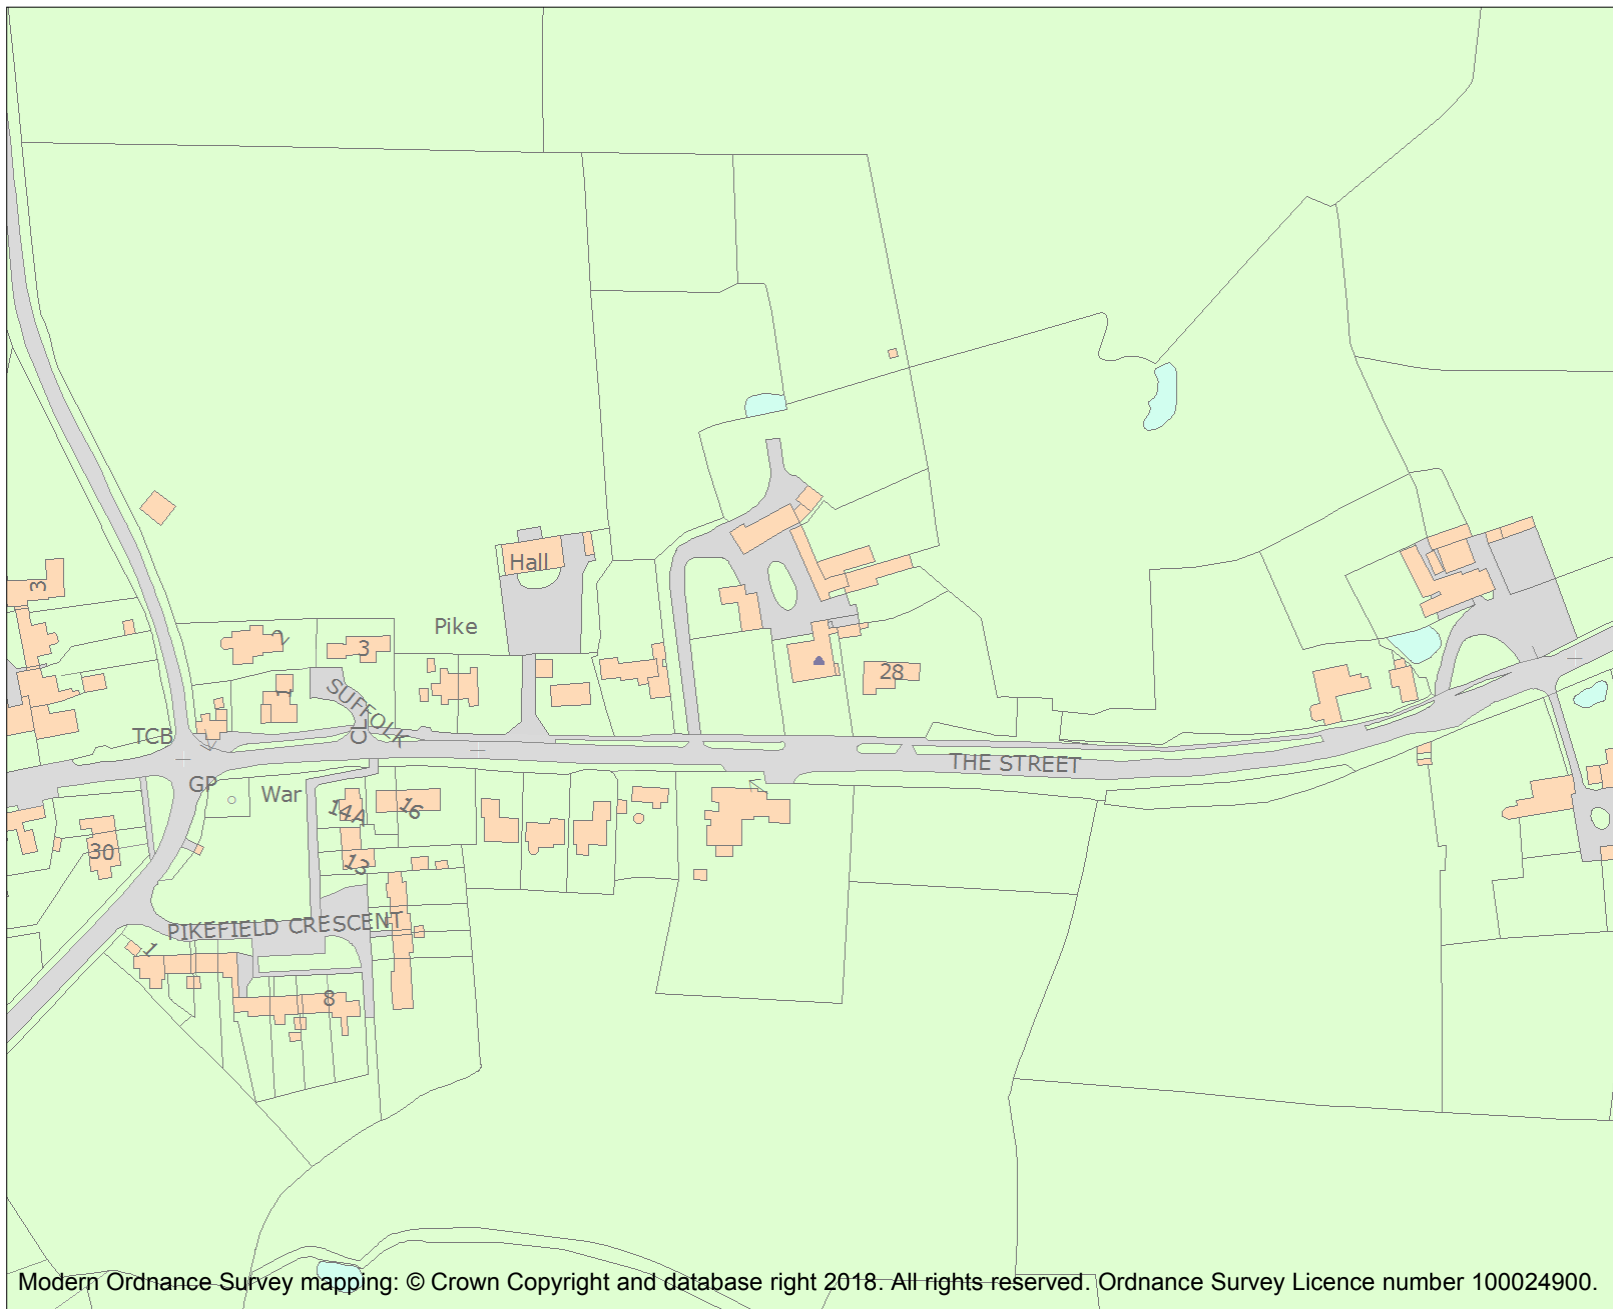 3
Hall
Pike
2
3
1
SUFFOLK
CL
28
TCB
THE STREET
GP
War
14A
16
13
30
PIKEFIELD CRESCENT
1
8
Modern Ordnance Survey mapping: © Crown Copyright and database right 2018. All rights reserved. Ordnance Survey Licence number 100024900.